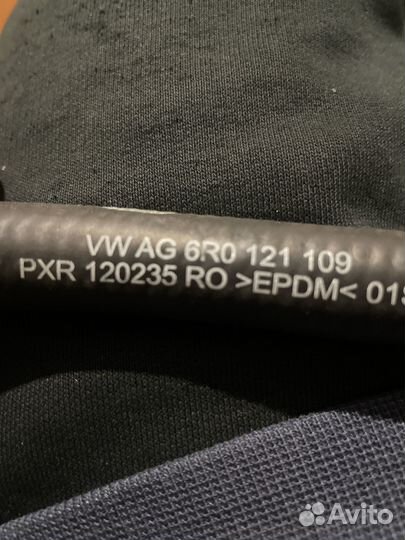 VW AG 6R0 121 109
PXR 120235 RO >EPDM< 01
Avito